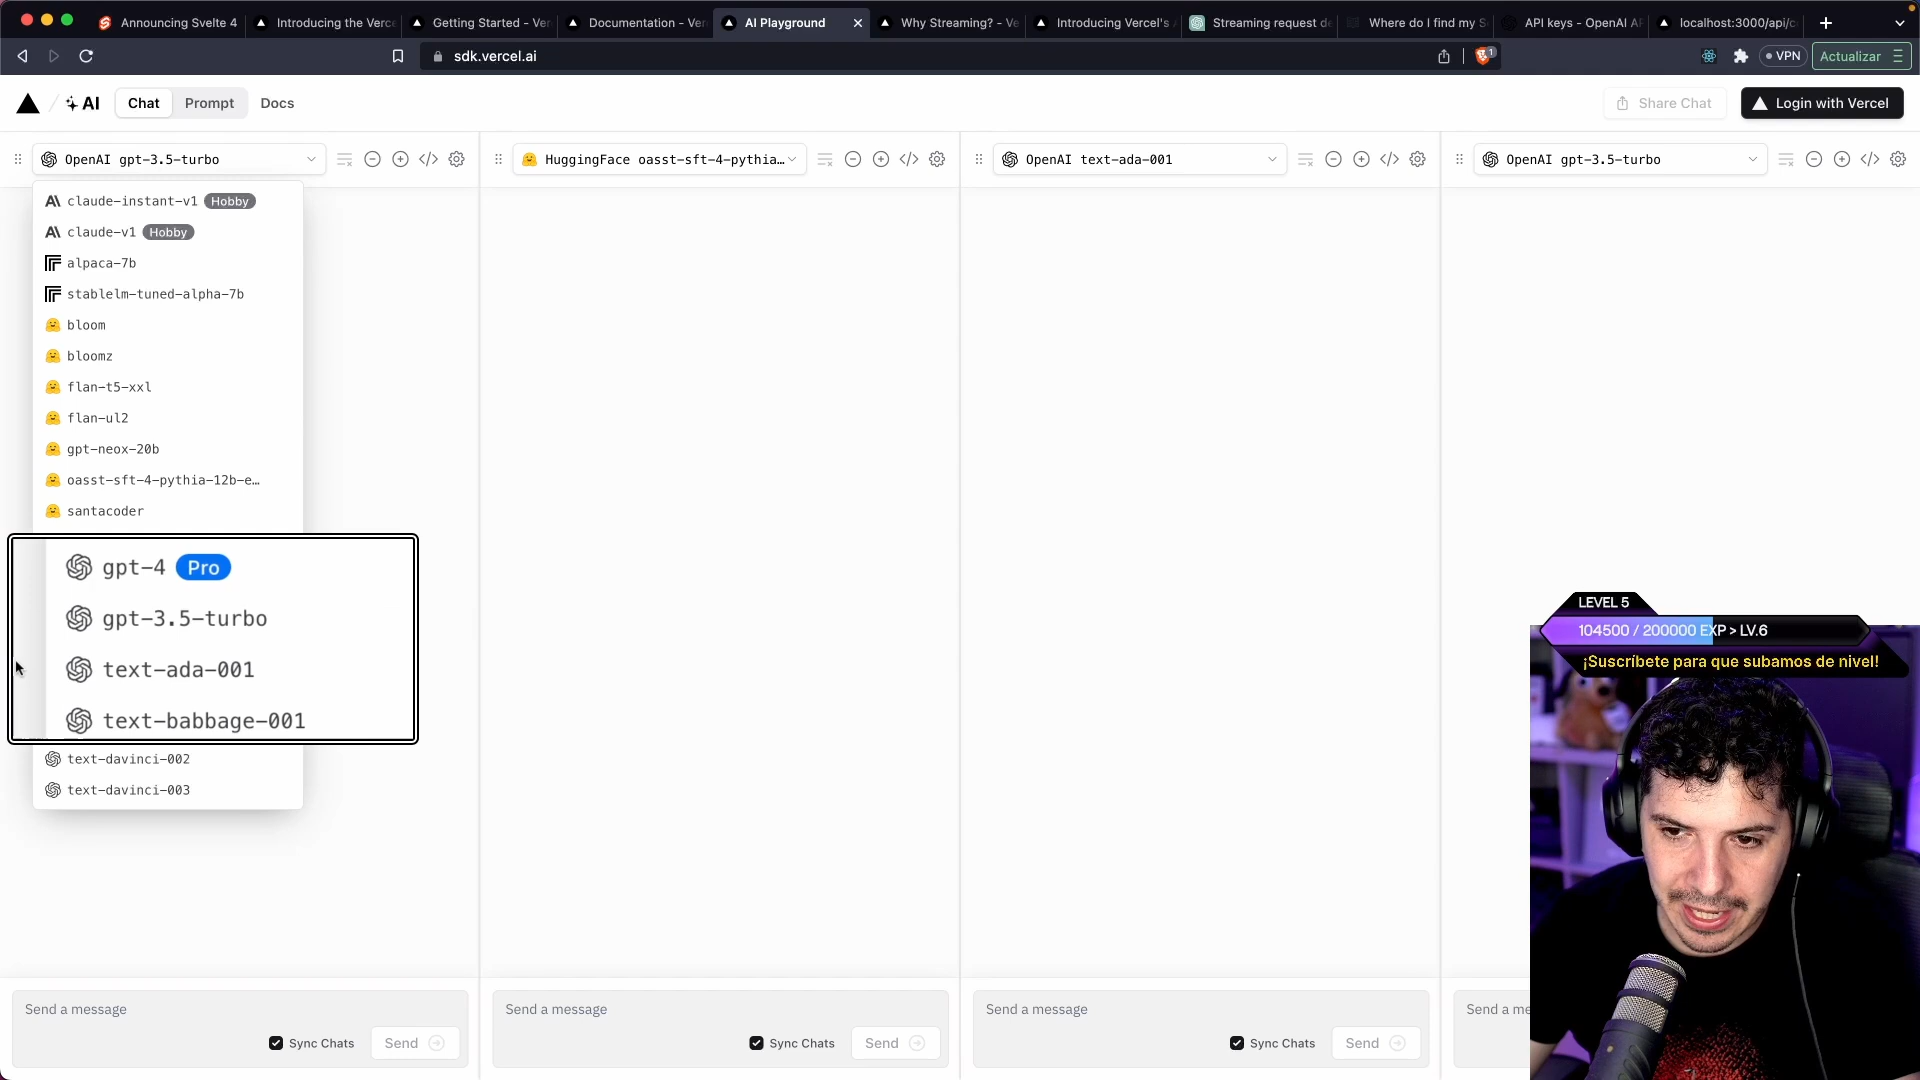 Announcing Svelte 4
Introducing the Verce
Getting Started - Ver
Documentation - Ver
AI Playground
Why Streaming? - Ve
Introducing Vercel's
Streaming request de
Where do I find my S
API keys - OpenAI AP
localhost:3000/api/c
sdk.vercel.ai
1
VPN
Actualizar
AI
Chat
Prompt
Docs
Share Chat
Login with Vercel
OpenAI gpt-3.5-turbo
HuggingFace oasst-sft-4-pythia…
OpenAI text-ada-001
OpenAI gpt-3.5-turbo
claude-instant-v1 Hobby
claude-v1 Hobby
alpaca-7b
stablelm-tuned-alpha-7b
bloom
bloomz
flan-t5-xxl
flan-ul2
gpt-neox-20b
oasst-sft-4-pythia-12b-e…
santacoder
gpt-4 Pro
gpt-3.5-turbo
text-ada-001
text-babbage-001
text-davinci-002
text-davinci-003
LEVEL 5
104500 / 200000 EXP > LV.6
¡Suscríbete para que subamos de nivel!
Send a message
Sync Chats
Send
Send a message
Sync Chats
Send
Send a message
Sync Chats
Send
Send a me